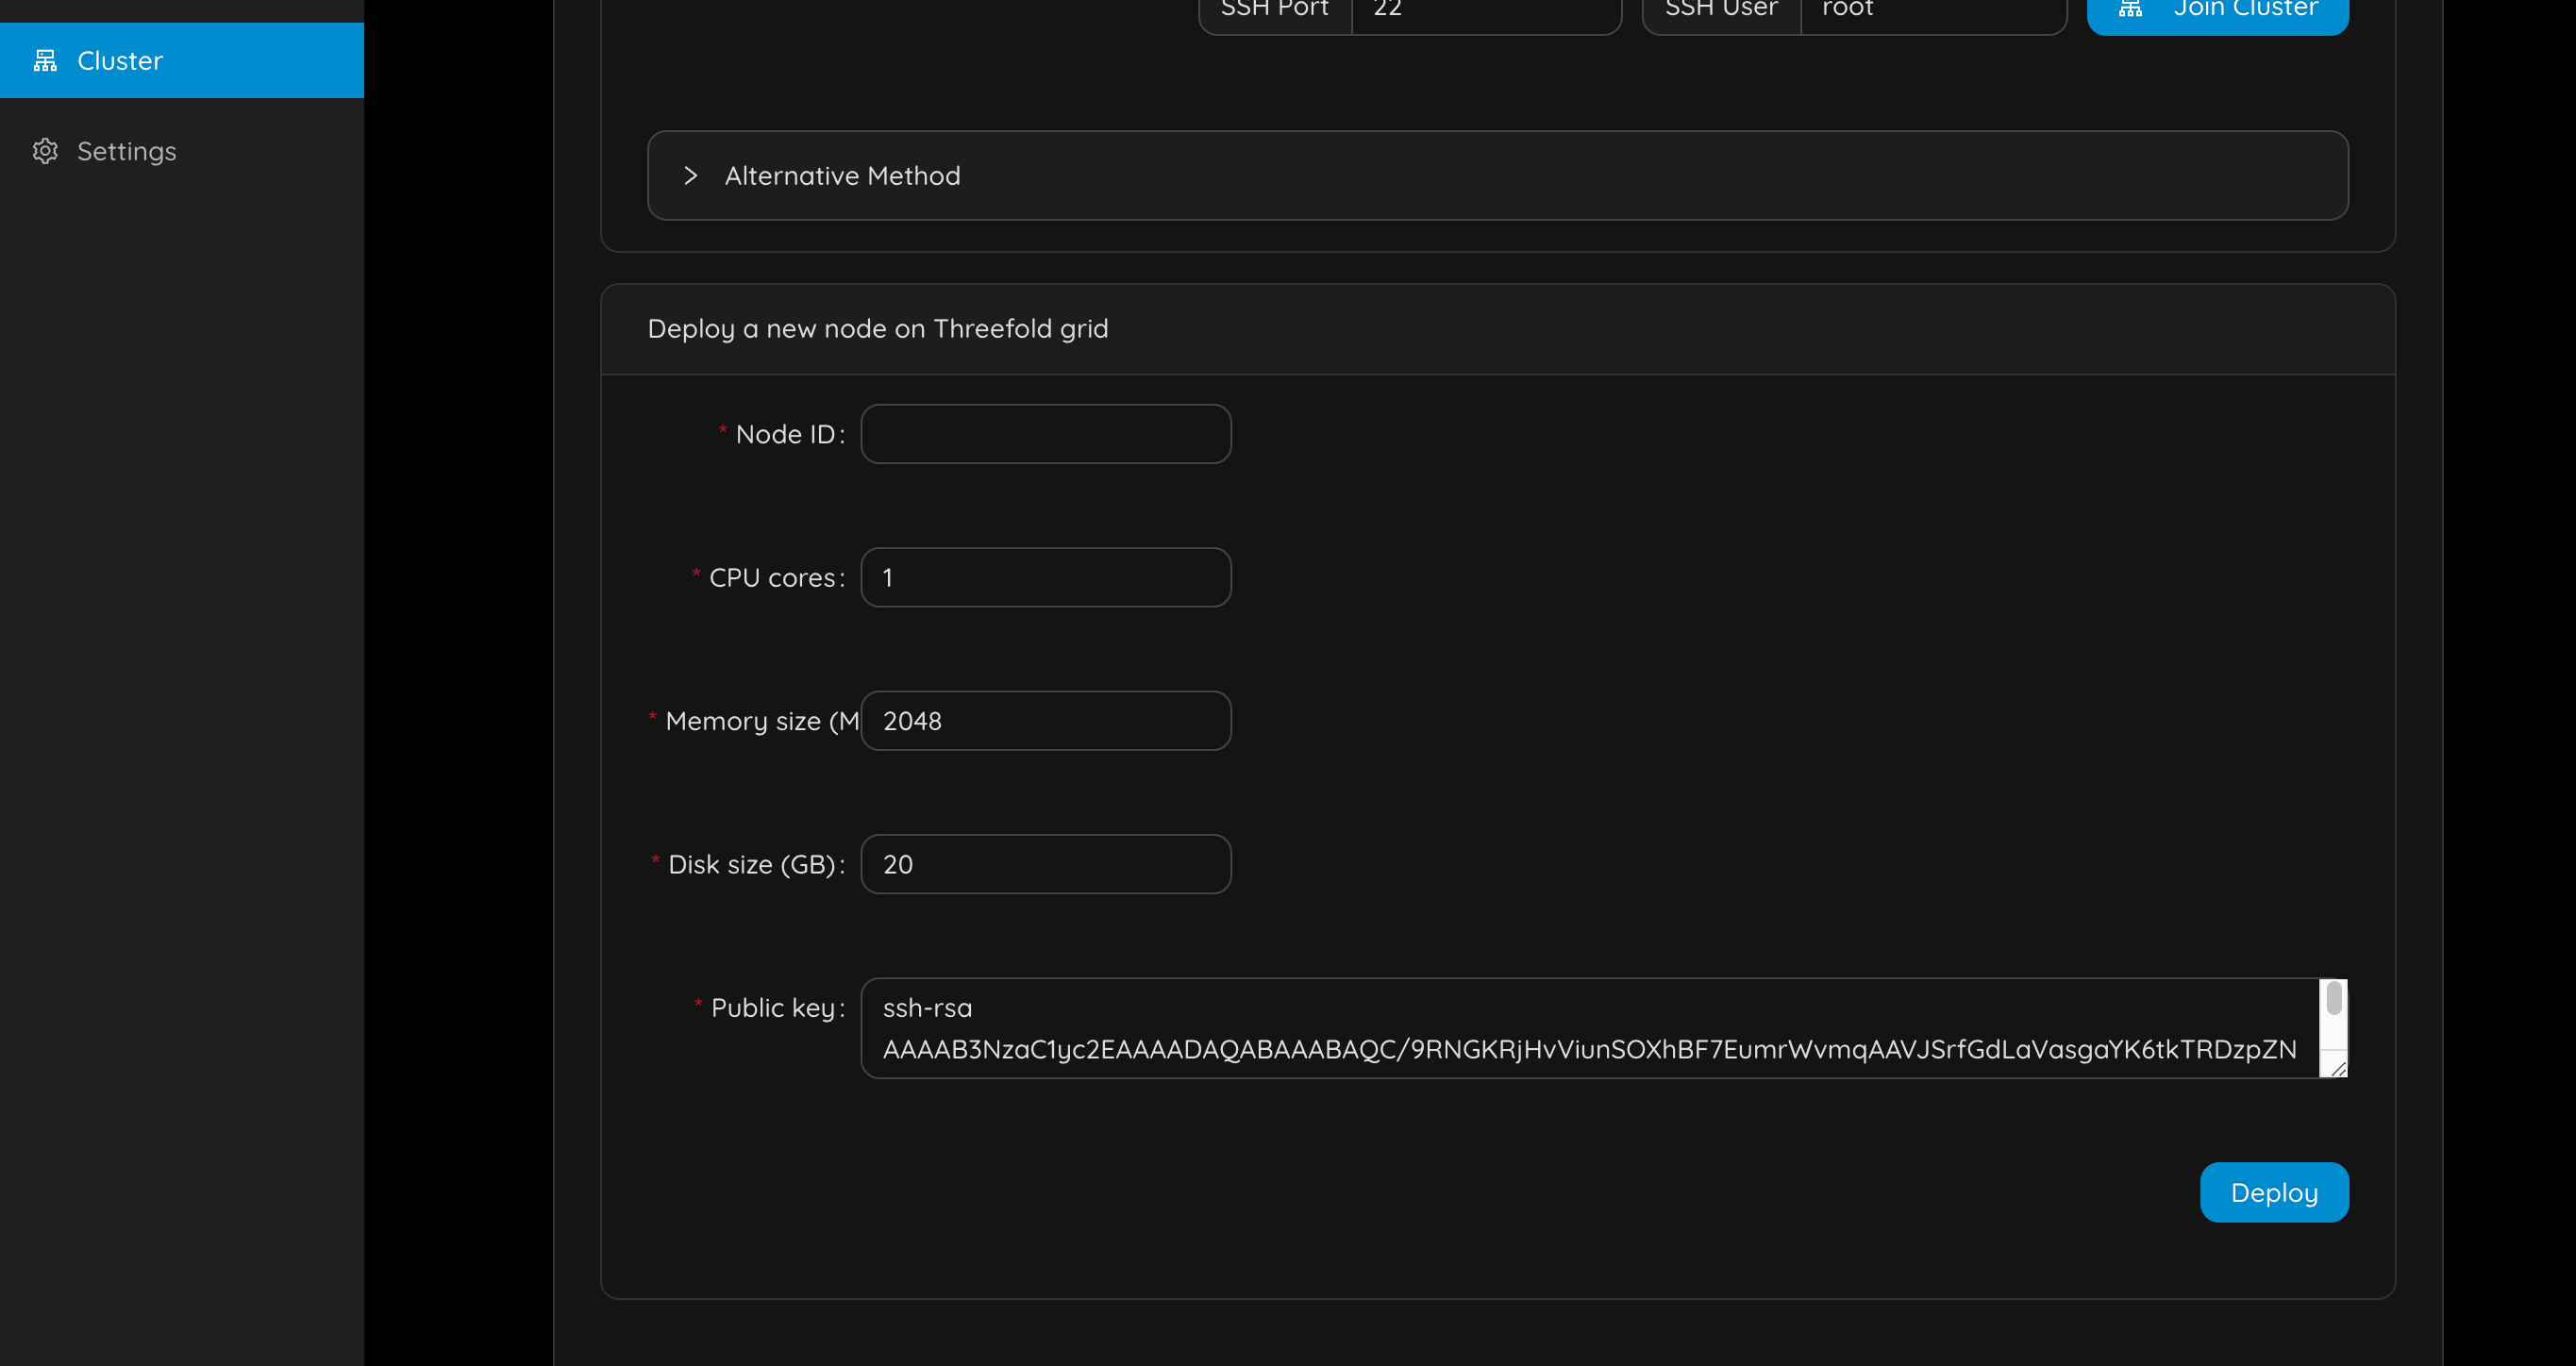 SSH Port 22 SSH User root Join Cluster
Cluster
Settings
Alternative Method
Deploy a new node on Threefold grid
* Node ID:
* CPU cores: 1
* Memory size (M 2048
* Disk size (GB): 20
* Public key: ssh-rsa
AAAAB3NzaC1yc2EAAAADAQABAAABAQC/9RNGKRjHvViunSOXhBF7EumrWvmqAAVJSrfGdLaVasgaYK6tkTRDzpZN
Deploy